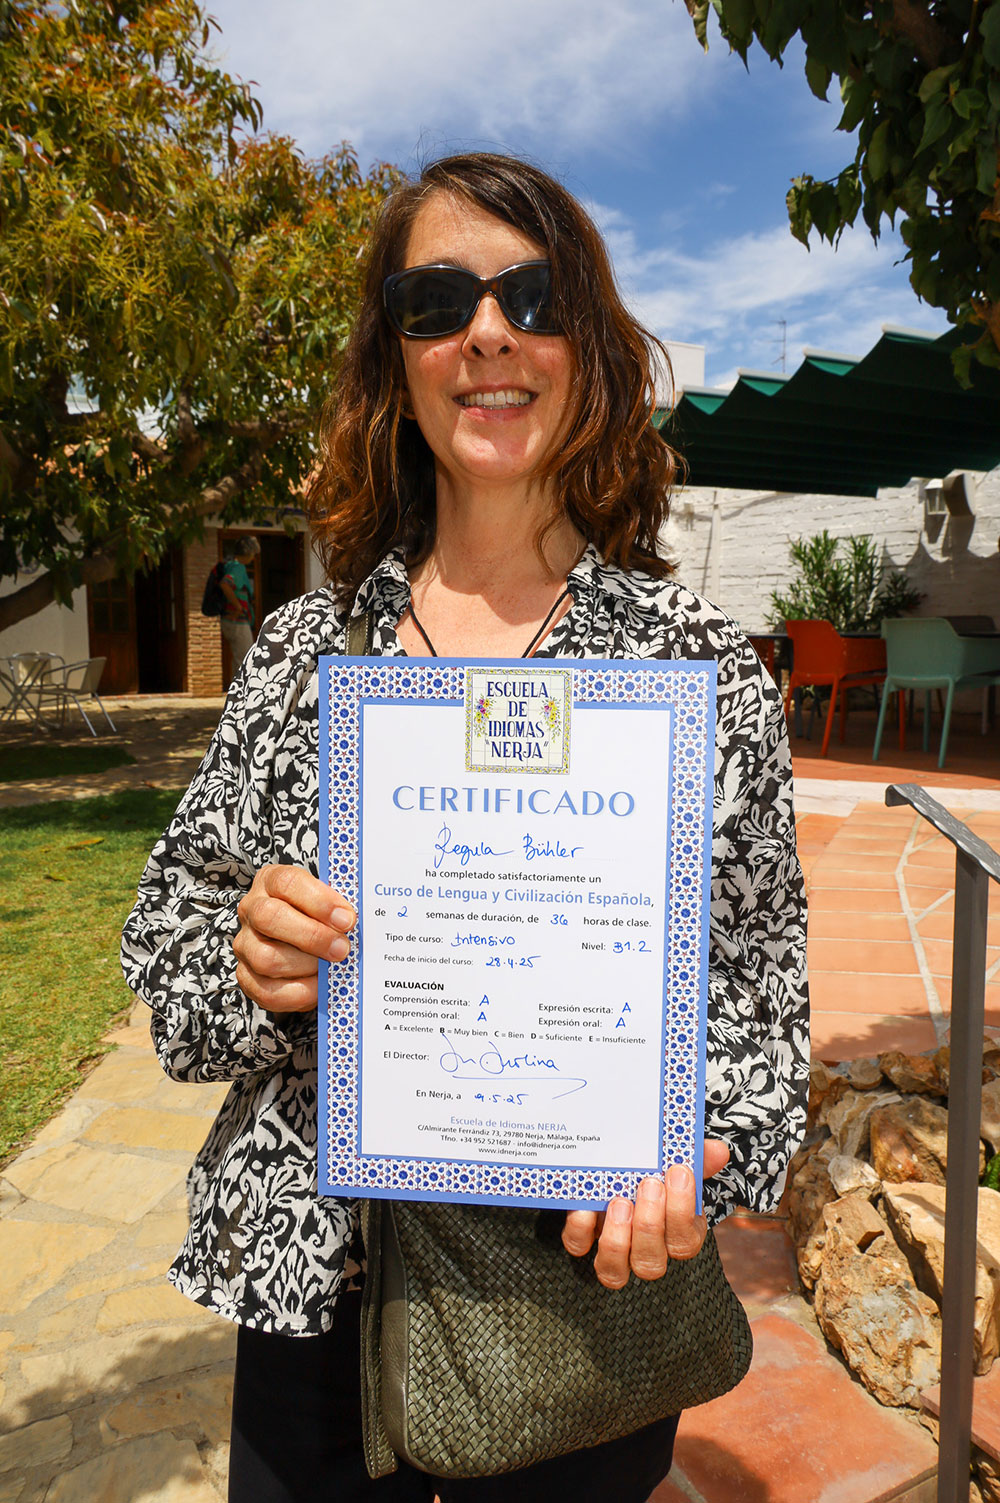 ESCUELA
DE
IDIOMAS
"NERJA"
CERTIFICADO
Regula Bühler
ha completado satisfactoriamente un
Curso de Lengua y Civilización Española,
de 2 semanas de duración, de 36 horas de clase.
Tipo de curso: Intensivo Nivel: B1.2
Fecha de inicio del curso: 28.4.25
EVALUACIÓN
Comprensión escrita: A Expresión escrita: A
Comprensión oral: A Expresión oral: A
A = Excelente B = Muy bien C = Bien D = Suficiente E = Insuficiente
El Director:
En Nerja, a 9.5.25
Escuela de Idiomas NERJA
C/Almirante Ferrándiz 73, 29780 Nerja, Málaga, España
Tfno. +34 952 521687 - info@idnerja.com
www.idnerja.com